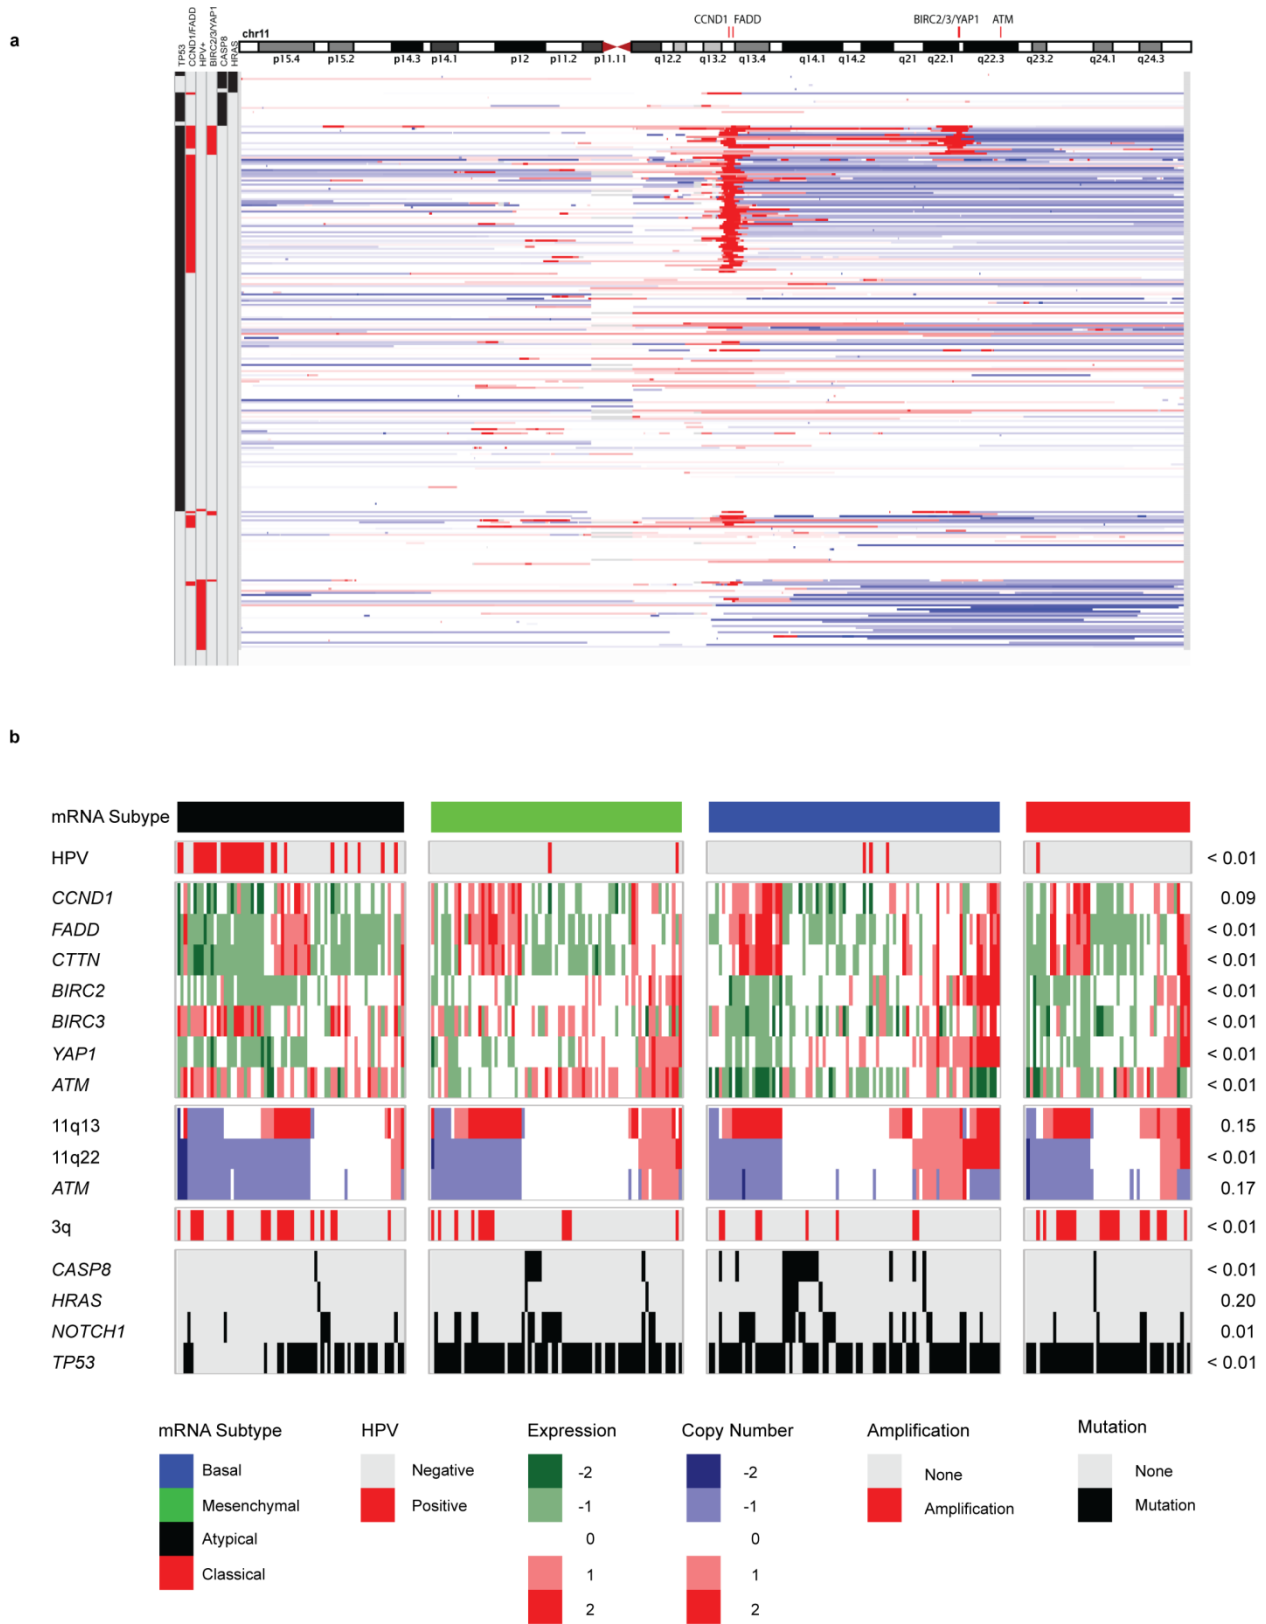 a
TP53
CCND1/FADD
HPV+
BIRC2/3/YAP1
CASP8
HRAS
CCND1 FADD BIRC2/3/YAP1 ATM
chr11
p15.4 p15.2 p14.3 p14.1 p12 p11.2 p11.11 q12.2 q13.2 q13.4 q14.1 q14.2 q21 q22.1 q22.3 q23.2 q24.1 q24.3
b
mRNA Subype
HPV < 0.01
CCND1 0.09
FADD < 0.01
CTTN < 0.01
BIRC2 < 0.01
BIRC3 < 0.01
YAP1 < 0.01
ATM < 0.01
11q13 0.15
11q22 < 0.01
ATM 0.17
3q < 0.01
CASP8 < 0.01
HRAS 0.20
NOTCH1 0.01
TP53 < 0.01
mRNA Subtype HPV Expression Copy Number Amplification Mutation
Basal Negative -2 -2 None None
Mesenchymal Positive -1 -1 Amplification Mutation
Atypical 0 0
Classical 1 1
2 2